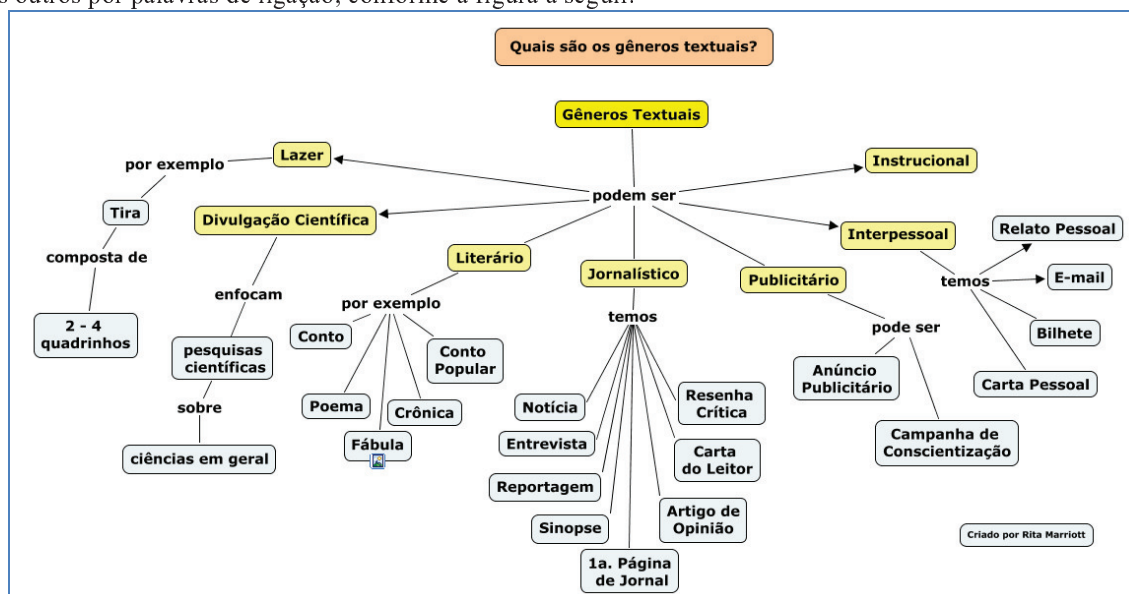 s outros por palavras de ligação, conforme a figura a seguir.
Quais são os gêneros textuais?
Gêneros Textuais
podem ser
Lazer
por exemplo
Tira
composta de
2 - 4
quadrinhos
Divulgação Científica
enfocam
pesquisas
científicas
sobre
ciências em geral
Literário
por exemplo
Conto
Poema
Fábula
Crônica
Conto
Popular
Jornalístico
temos
Notícia
Entrevista
Reportagem
Sinopse
1a. Página
de Jornal
Artigo de
Opinião
Carta
do Leitor
Resenha
Crítica
Publicitário
pode ser
Anúncio
Publicitário
Campanha de
Conscientização
Interpessoal
temos
Relato Pessoal
E-mail
Bilhete
Carta Pessoal
Instrucional
Criado por Rita Marriott